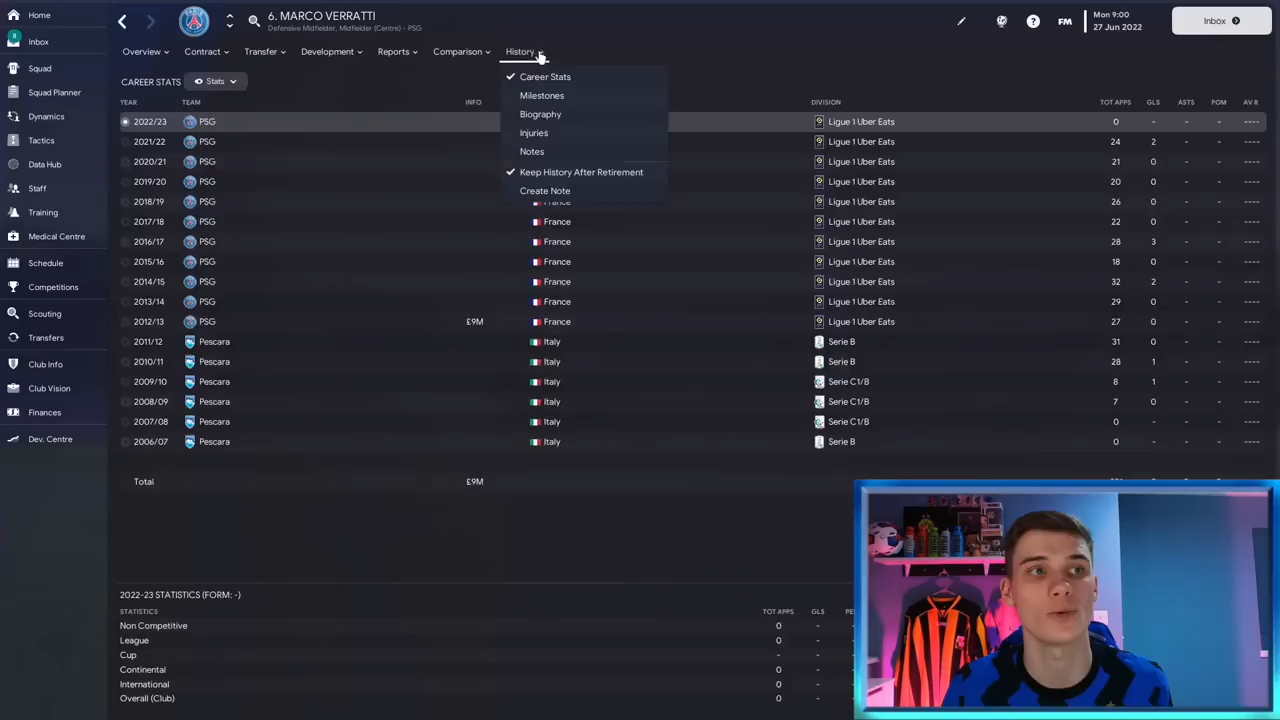 6. MARCO VERRATTI
Defensive Midfielder, Midfielder (Centre) - PSG
FM
Mon 9:00
27 Jun 2022
Inbox
Home
8
Inbox
Squad
Squad Planner
Dynamics
Tactics
Data Hub
Staff
Training
Medical Centre
Schedule
Competitions
Scouting
Transfers
Club Info
Club Vision
Finances
Dev. Centre
Overview
Contract
Transfer
Development
Reports
Comparison
History
Career Stats
Milestones
Biography
Injuries
Notes
Keep History After Retirement
Create Note
CAREER STATS
Stats
YEAR TEAM INFO DIVISION TOT APPS GLS ASTS POM AV R
2022/23 PSG Ligue 1 Uber Eats 0 - - - ----
2021/22 PSG Ligue 1 Uber Eats 24 2 - - ----
2020/21 PSG Ligue 1 Uber Eats 21 0 - - ----
2019/20 PSG Ligue 1 Uber Eats 20 0 - - ----
2018/19 PSG France Ligue 1 Uber Eats 26 0 - - ----
2017/18 PSG France Ligue 1 Uber Eats 22 0 - - ----
2016/17 PSG France Ligue 1 Uber Eats 28 3 - - ----
2015/16 PSG France Ligue 1 Uber Eats 18 0 - - ----
2014/15 PSG France Ligue 1 Uber Eats 32 2 - - ----
2013/14 PSG France Ligue 1 Uber Eats 29 0 - - ----
2012/13 PSG £9M France Ligue 1 Uber Eats 27 0 - - ----
2011/12 Pescara Italy Serie B 31 0 - - ----
2010/11 Pescara Italy Serie B 28 1 - - ----
2009/10 Pescara Italy Serie C1/B 8 1 - - ----
2008/09 Pescara Italy Serie C1/B 7 0 - - ----
2007/08 Pescara Italy Serie C1/B 0 - - - ----
2006/07 Pescara Italy Serie B 0 - - - ----
Total £9M
2022-23 STATISTICS (FORM: -)
STATISTICS TOT APPS GLS
Non Competitive 0 -
League 0 -
Cup - -
Continental 0 -
International 0 -
Overall (Club) 0 -